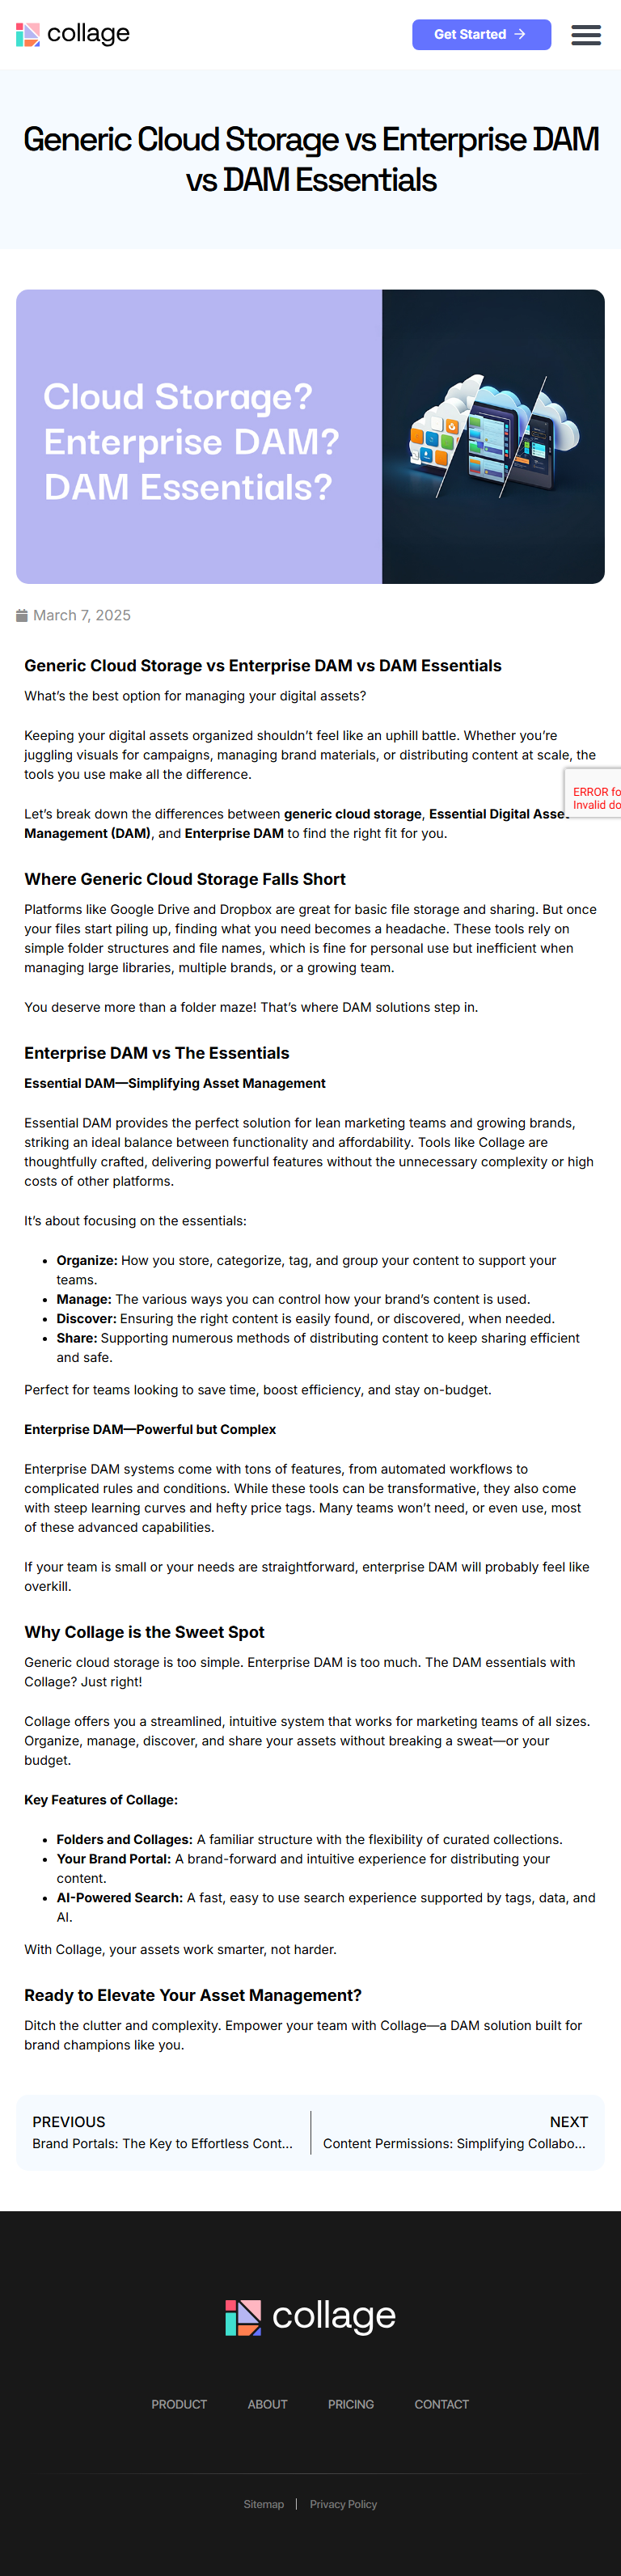 collage
Get Started
Generic Cloud Storage vs Enterprise DAM
vs DAM Essentials
Cloud Storage?
Enterprise DAM?
DAM Essentials?
March 7, 2025
Generic Cloud Storage vs Enterprise DAM vs DAM Essentials
What’s the best option for managing your digital assets?
Keeping your digital assets organized shouldn’t feel like an uphill battle. Whether you’re
juggling visuals for campaigns, managing brand materials, or distributing content at scale, the
tools you use make all the difference.
ERROR fo
Invalid do
Let’s break down the differences between generic cloud storage, Essential Digital Asset
Management (DAM), and Enterprise DAM to find the right fit for you.
Where Generic Cloud Storage Falls Short
Platforms like Google Drive and Dropbox are great for basic file storage and sharing. But once
your files start piling up, finding what you need becomes a headache. These tools rely on
simple folder structures and file names, which is fine for personal use but inefficient when
managing large libraries, multiple brands, or a growing team.
You deserve more than a folder maze! That’s where DAM solutions step in.
Enterprise DAM vs The Essentials
Essential DAM—Simplifying Asset Management
Essential DAM provides the perfect solution for lean marketing teams and growing brands,
striking an ideal balance between functionality and affordability. Tools like Collage are
thoughtfully crafted, delivering powerful features without the unnecessary complexity or high
costs of other platforms.
It’s about focusing on the essentials:
• Organize: How you store, categorize, tag, and group your content to support your
teams.
• Manage: The various ways you can control how your brand’s content is used.
• Discover: Ensuring the right content is easily found, or discovered, when needed.
• Share: Supporting numerous methods of distributing content to keep sharing efficient
and safe.
Perfect for teams looking to save time, boost efficiency, and stay on-budget.
Enterprise DAM—Powerful but Complex
Enterprise DAM systems come with tons of features, from automated workflows to
complicated rules and conditions. While these tools can be transformative, they also come
with steep learning curves and hefty price tags. Many teams won’t need, or even use, most
of these advanced capabilities.
If your team is small or your needs are straightforward, enterprise DAM will probably feel like
overkill.
Why Collage is the Sweet Spot
Generic cloud storage is too simple. Enterprise DAM is too much. The DAM essentials with
Collage? Just right!
Collage offers you a streamlined, intuitive system that works for marketing teams of all sizes.
Organize, manage, discover, and share your assets without breaking a sweat—or your
budget.
Key Features of Collage:
• Folders and Collages: A familiar structure with the flexibility of curated collections.
• Your Brand Portal: A brand-forward and intuitive experience for distributing your
content.
• AI-Powered Search: A fast, easy to use search experience supported by tags, data, and
AI.
With Collage, your assets work smarter, not harder.
Ready to Elevate Your Asset Management?
Ditch the clutter and complexity. Empower your team with Collage—a DAM solution built for
brand champions like you.
PREVIOUS
Brand Portals: The Key to Effortless Cont...
NEXT
Content Permissions: Simplifying Collabo...
collage
PRODUCT ABOUT PRICING CONTACT
Sitemap | Privacy Policy